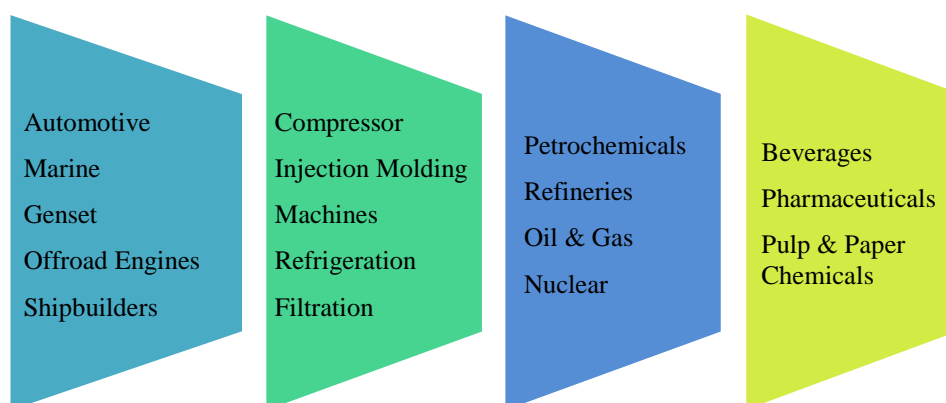 Automotive
Marine
Genset
Offroad Engines
Shipbuilders
Compressor
Injection Molding
Machines
Refrigeration
Filtration
Petrochemicals
Refineries
Oil & Gas
Nuclear
Beverages
Pharmaceuticals
Pulp & Paper
Chemicals